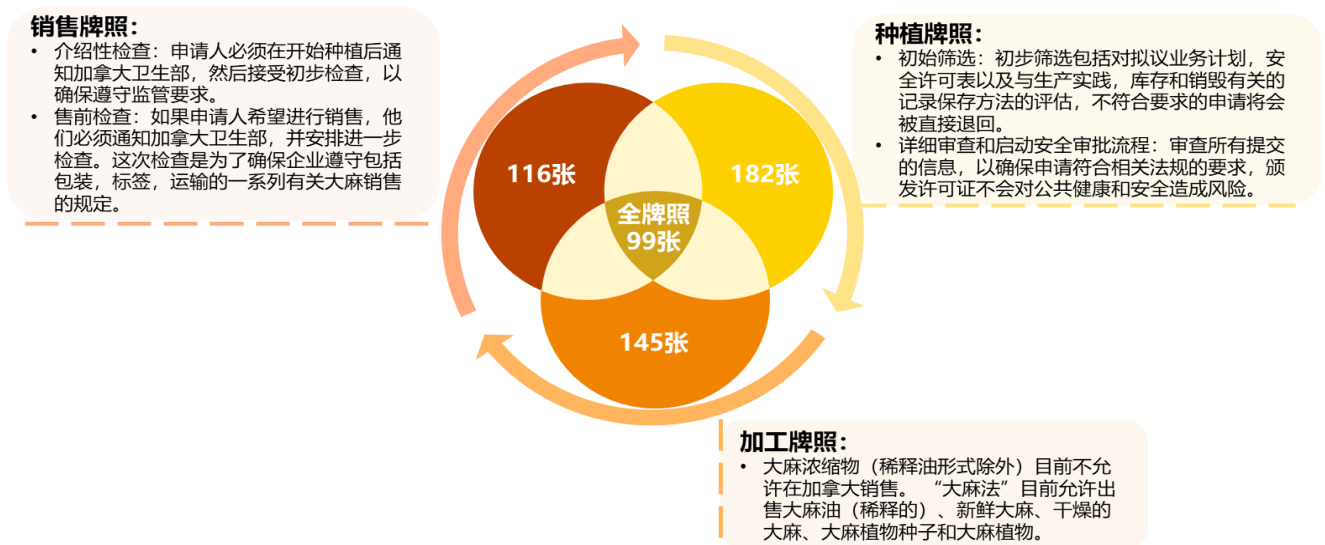 销售牌照：
• 介绍性检查：申请人必须在开始种植后通
知加拿大卫生部，然后接受初步检查，以
确保遵守监管要求。
• 售前检查：如果申请人希望进行销售，他
们必须通知加拿大卫生部，并安排进一步
检查。这次检查是为了确保企业遵守包括
包装，标签，运输的一系列有关大麻销售
的规定。
种植牌照：
• 初始筛选：初步筛选包括对拟议业务计划，安
全许可表以及与生产实践，库存和销毁有关的
记录保存方法的评估，不符合要求的申请将会
被直接退回。
• 详细审查和启动安全审批流程：审查所有提交
的信息，以确保申请符合相关法规的要求，颁
发许可证不会对公共健康和安全造成风险。
116张
182张
全牌照
99张
145张
加工牌照：
• 大麻浓缩物（稀释油形式除外）目前不允
许在加拿大销售。 “大麻法”目前允许出
售大麻油（稀释的）、新鲜大麻、干燥的
大麻、大麻植物种子和大麻植物。